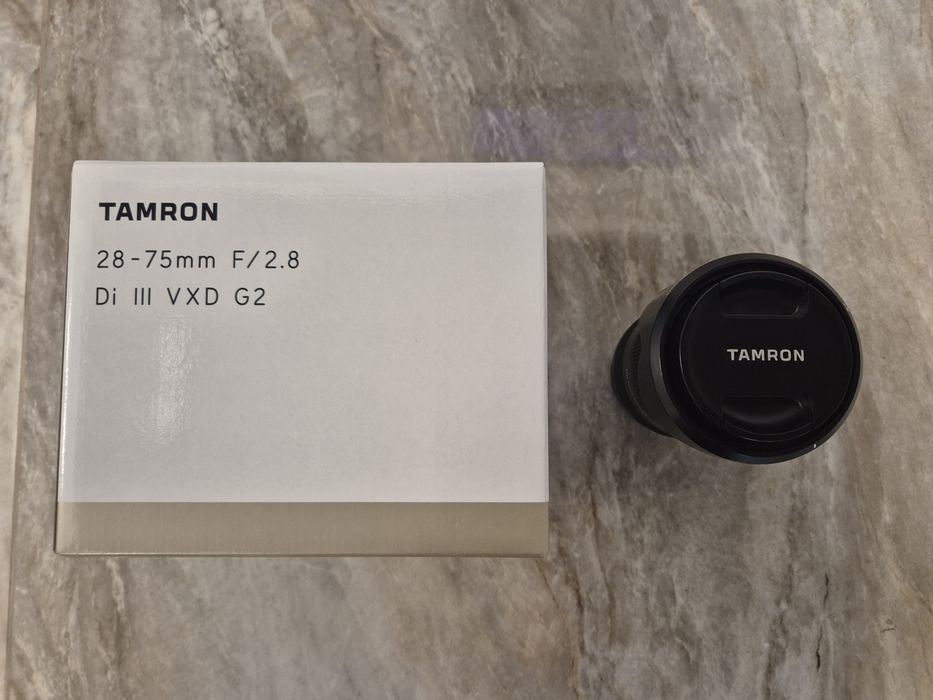 TAMRON
28-75mm F/2.8
Di III VXD G2
TAMRON